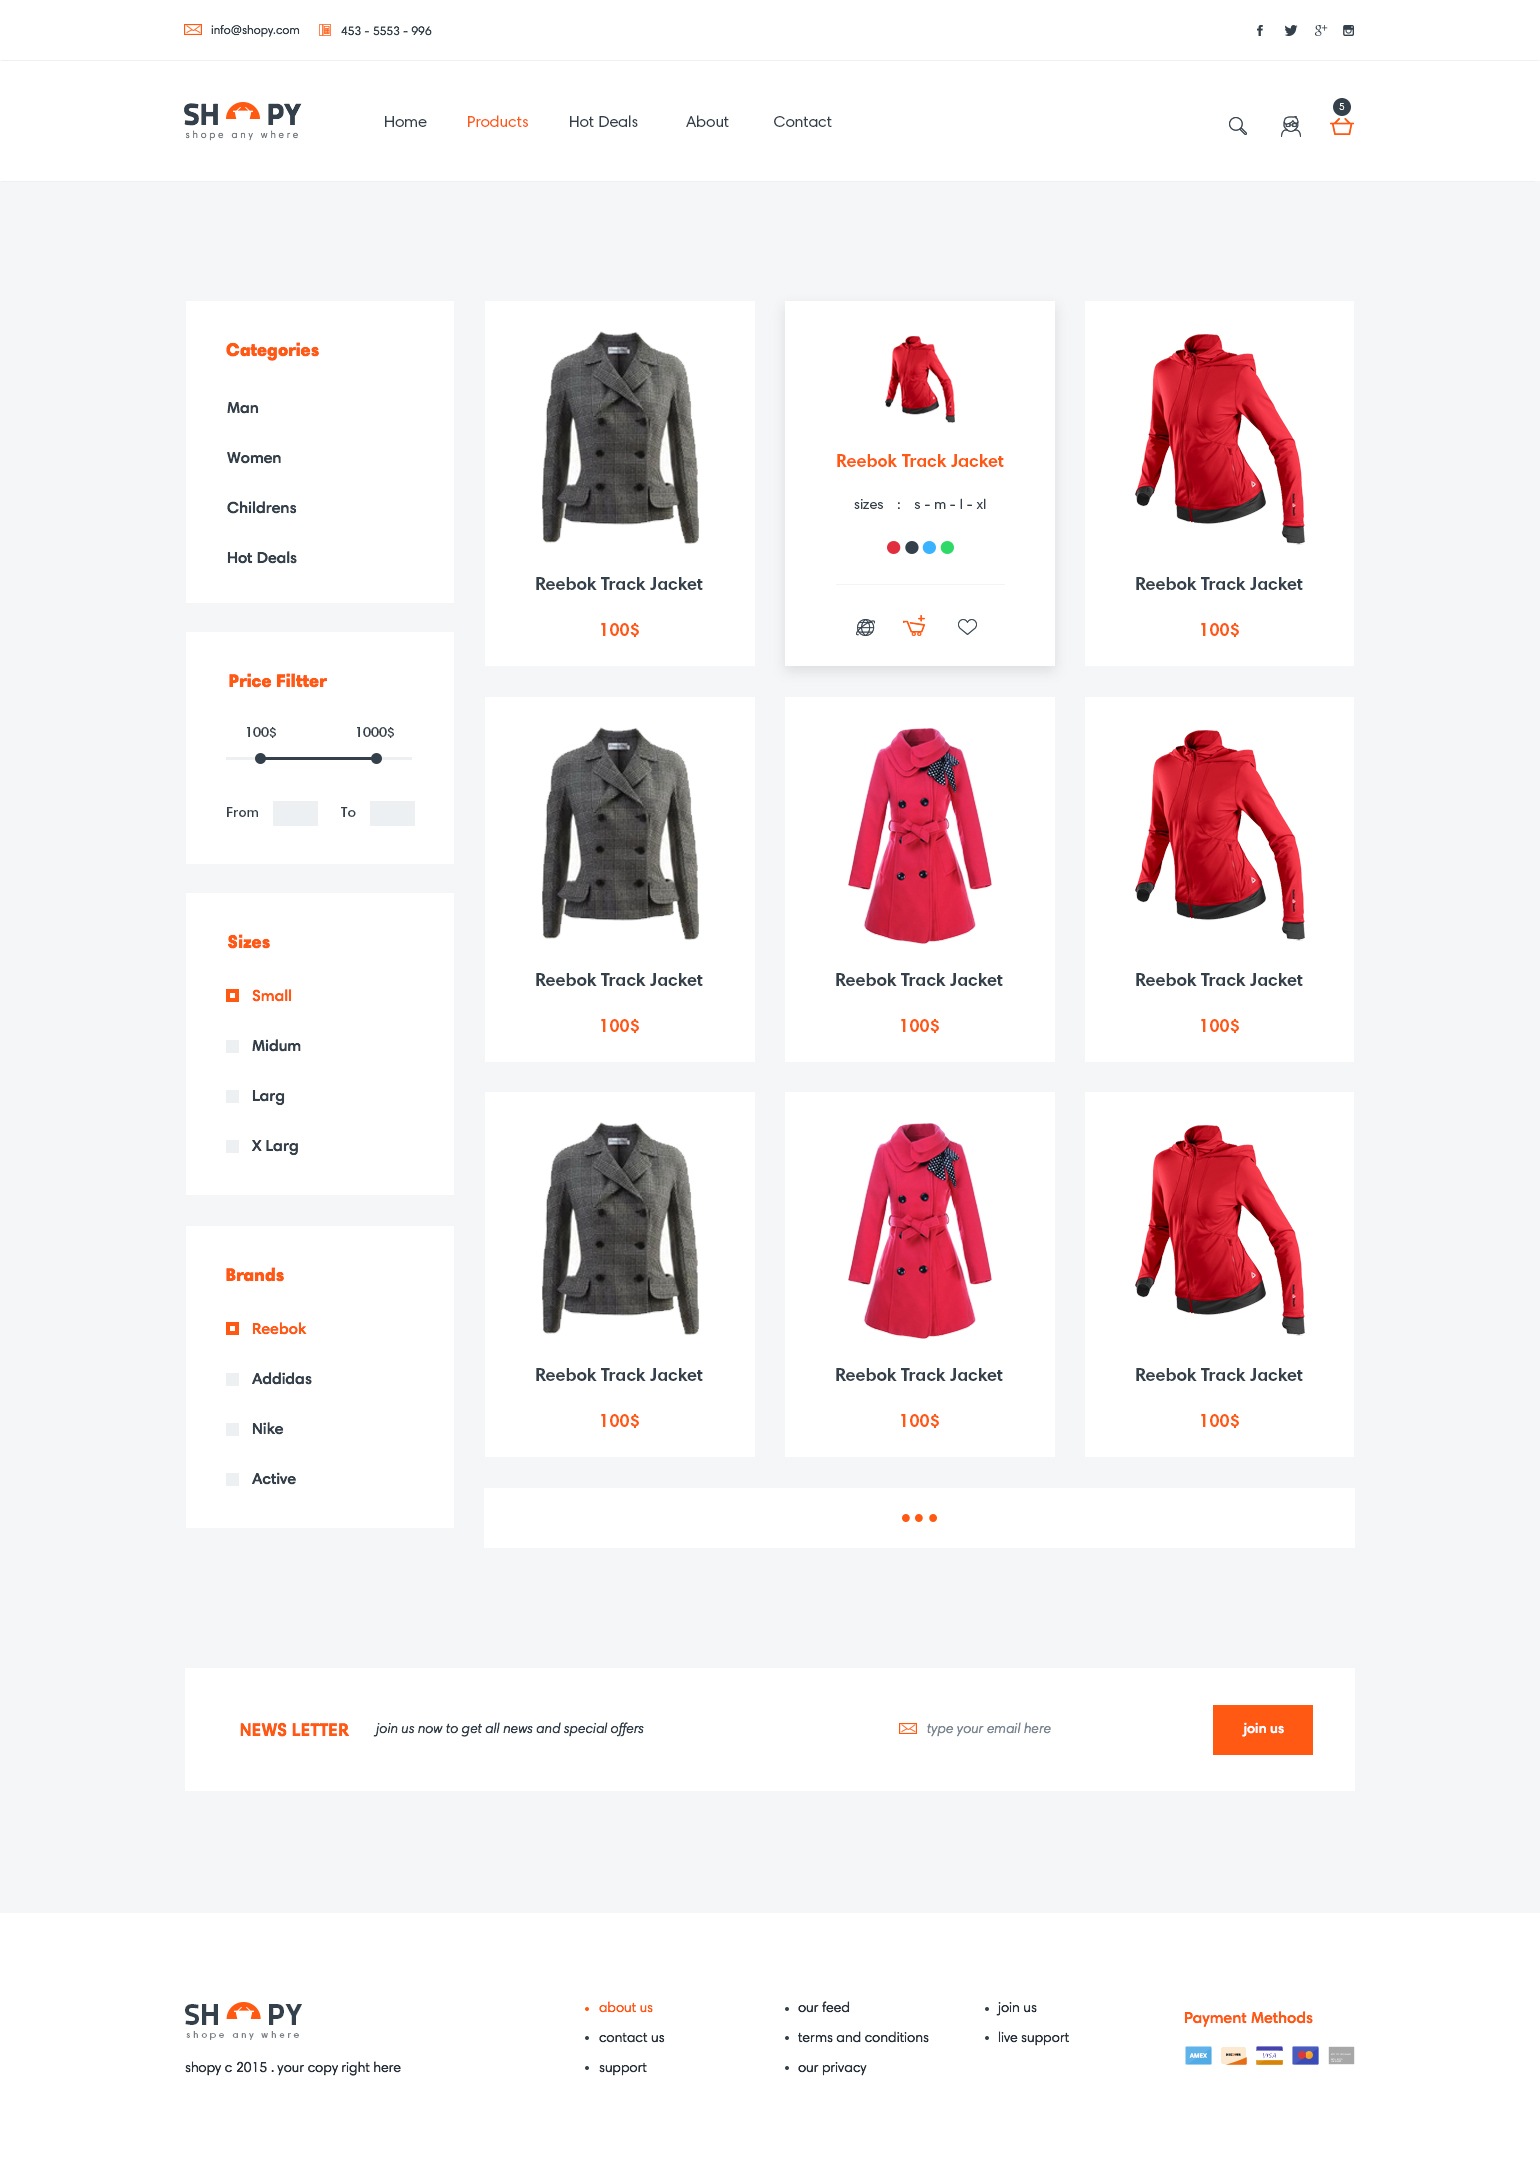 info@shopy.com
453 - 5553 - 996
SH PY
shope any where
Home
Products
Hot Deals
About
Contact
5
Categories
Man
Women
Childrens
Hot Deals
Price Filtter
100$
1000$
From
To
Sizes
Small
Midum
Larg
X Larg
Brands
Reebok
Addidas
Nike
Active
Reebok Track Jacket
100$
Reebok Track Jacket
sizes : s - m - l - xl
Reebok Track Jacket
100$
Reebok Track Jacket
100$
Reebok Track Jacket
100$
Reebok Track Jacket
100$
Reebok Track Jacket
100$
Reebok Track Jacket
100$
Reebok Track Jacket
100$
NEWS LETTER
join us now to get all news and special offers
type your email here
join us
SH PY
shope any where
shopy c 2015 . your copy right here
about us
contact us
support
our feed
terms and conditions
our privacy
join us
live support
Payment Methods
AMEX
VISA